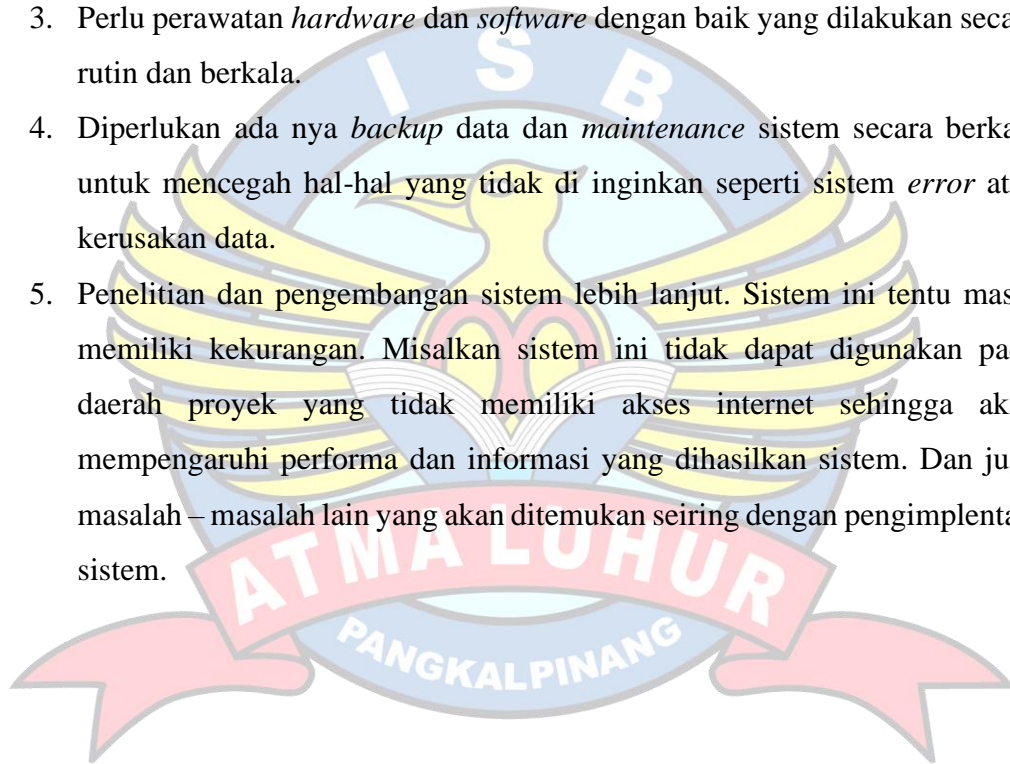 3. Perlu perawatan hardware dan software dengan baik yang dilakukan seca
rutin dan berkala.
4. Diperlukan ada nya backup data dan maintenance sistem secara berka
untuk mencegah hal-hal yang tidak di inginkan seperti sistem error at
kerusakan data.
5. Penelitian dan pengembangan sistem lebih lanjut. Sistem ini tentu mas
memiliki kekurangan. Misalkan sistem ini tidak dapat digunakan pa
daerah proyek yang tidak memiliki akses internet sehingga ak
mempengaruhi performa dan informasi yang dihasilkan sistem. Dan ju
masalah – masalah lain yang akan ditemukan seiring dengan pengimplenta
sistem.
I S B
ATMA LUHUR
PANGKALPINANG